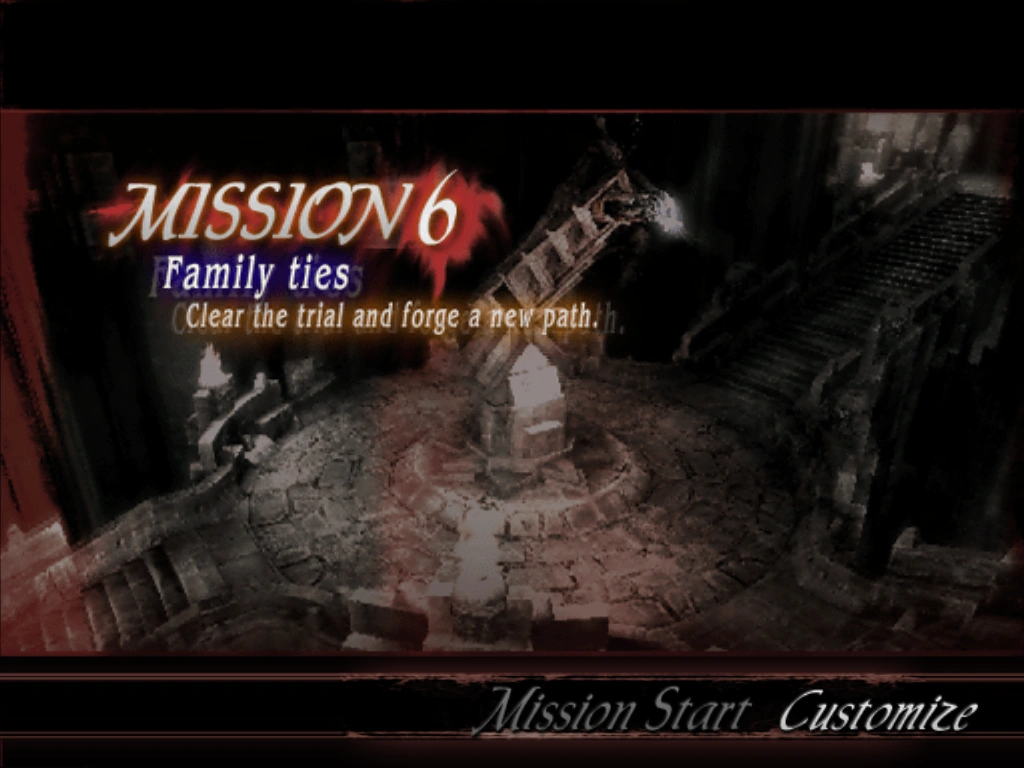 MISSION 6
Family ties
Clear the trial and forge a new path.
Mission Start Customize